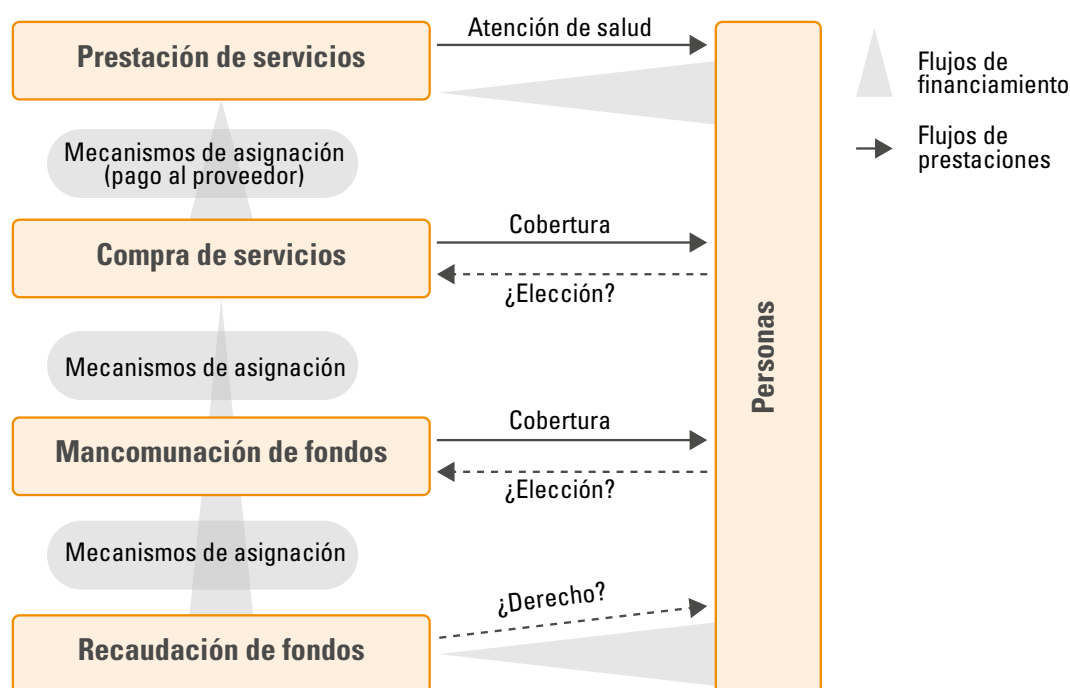 Atención de salud
Prestación de servicios
Flujos de
financiamiento
Flujos de
prestaciones
Mecanismos de asignación
(pago al proveedor)
Cobertura
Compra de servicios
¿Elección?
Personas
Mecanismos de asignación
Cobertura
Mancomunación de fondos
¿Elección?
Mecanismos de asignación
¿Derecho?
Recaudación de fondos